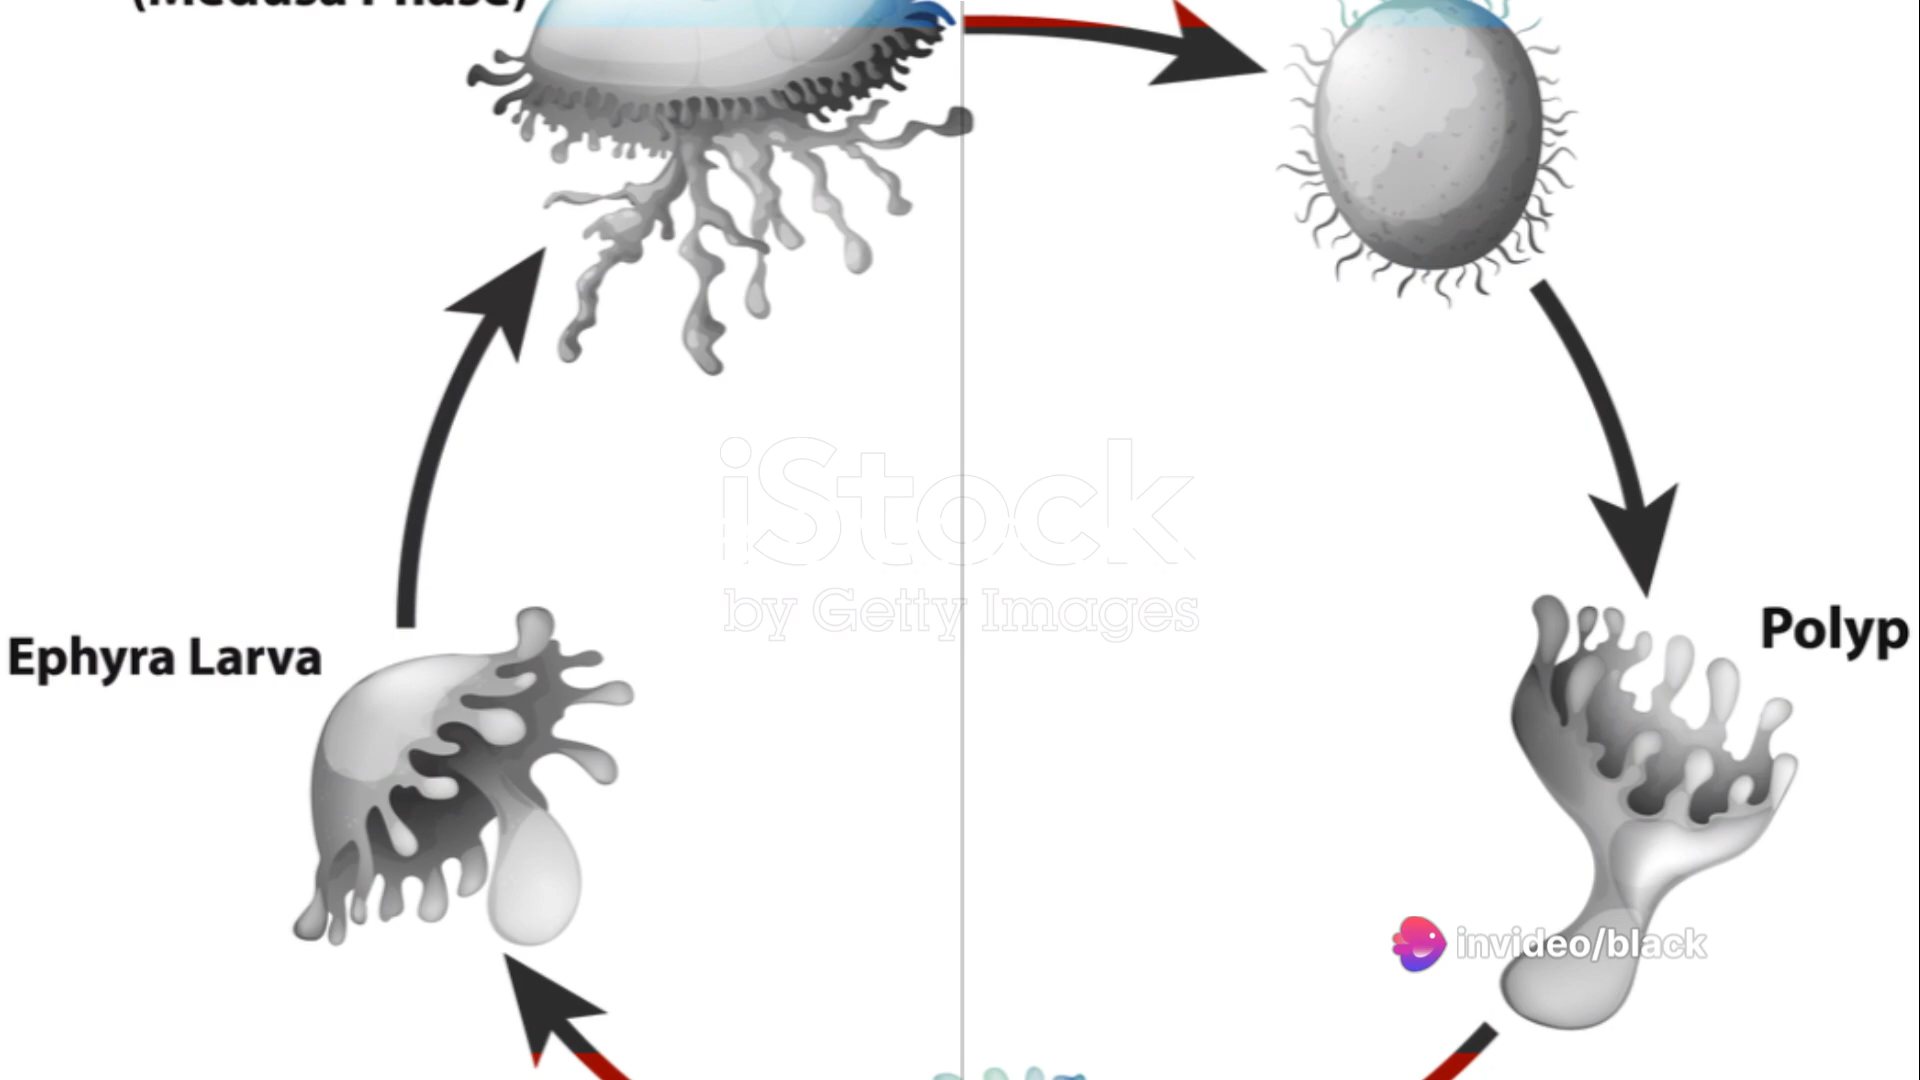 (Medusa Phase)
iStock
by Getty Images
Ephyra Larva
Polyp
invideo/black